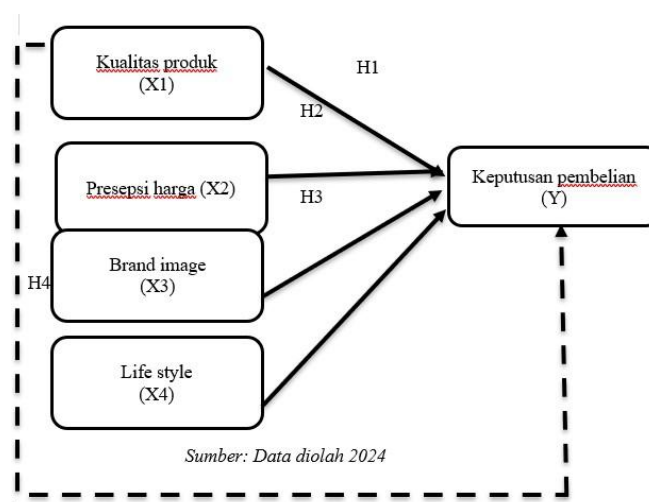 Kualitas produk
(X1)
H1
H2
Presepsi harga (X2)
H3
Keputusan pembelian
(Y)
Brand image
(X3)
H4
Life style
(X4)
Sumber: Data diolah 2024